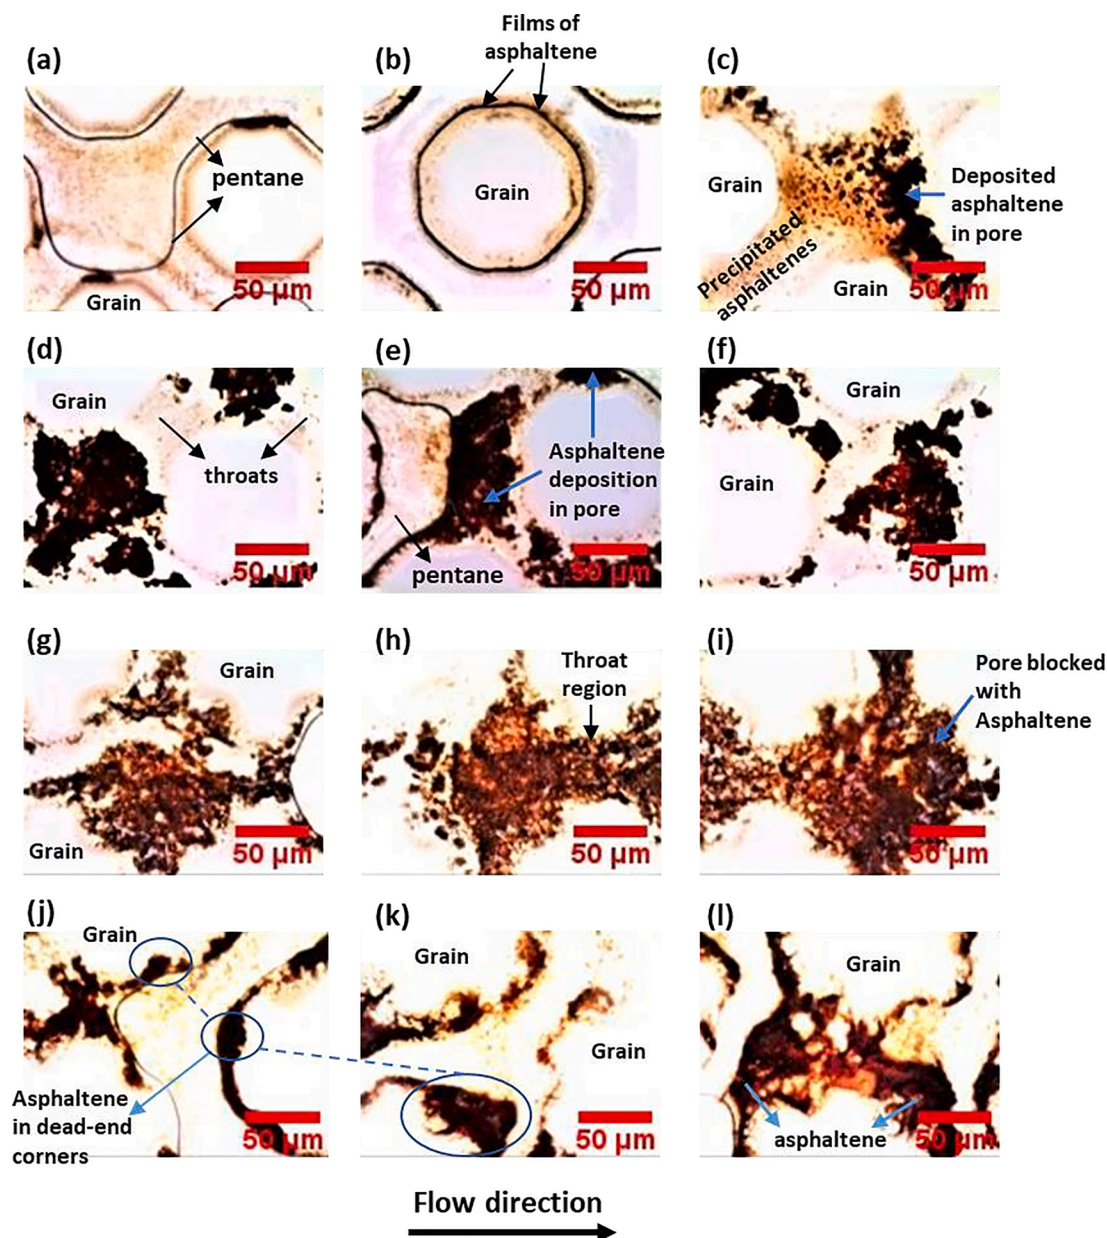 Films of
asphaltene
(a)
(b)
(c)
pentane
Grain
50 µm
Grain
50 µm
Grain
Deposited
asphaltene
in pore
Precipitated
asphaltenes
Grain
50 µm
(d)
(e)
(f)
Grain
throats
50 µm
Asphaltene
deposition
in pore
pentane
50 µm
Grain
Grain
50 µm
(g)
(h)
(i)
Grain
Grain
50 µm
Throat
region
50 µm
Pore blocked
with
Asphaltene
50 µm
(j)
(k)
(l)
Grain
Asphaltene
in dead-end
corners
50 µm
Grain
Grain
50 µm
Grain
asphaltene
50 µm
Flow direction